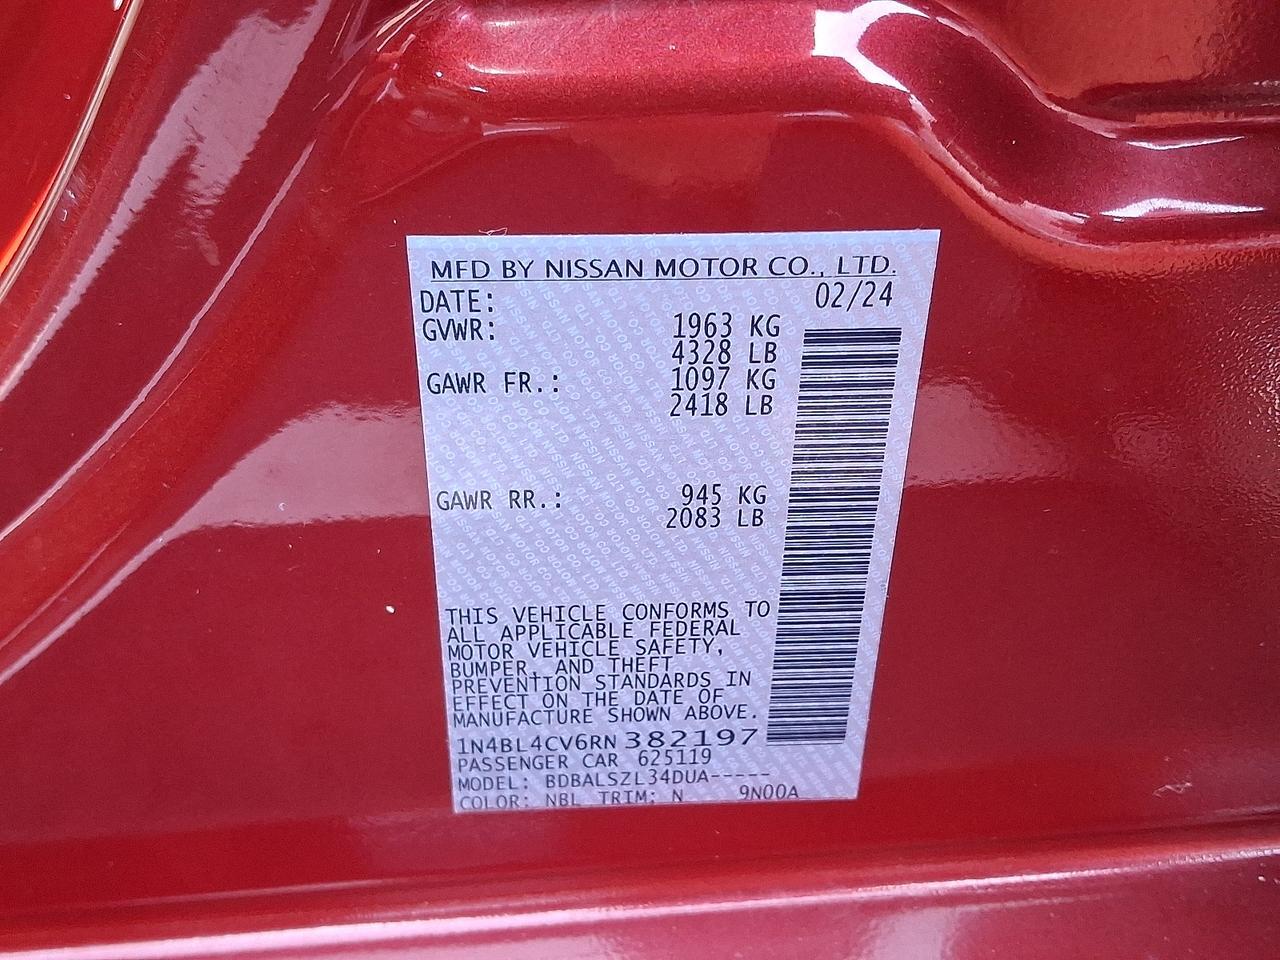 MFD BY NISSAN MOTOR CO., LTD.
DATE: 02/24
GVWR: 1963 KG
4328 LB
GAWR FR.: 1097 KG
2418 LB
GAWR RR.: 945 KG
2083 LB
THIS VEHICLE CONFORMS TO
ALL APPLICABLE FEDERAL
MOTOR VEHICLE SAFETY,
BUMPER, AND THEFT
PREVENTION STANDARDS IN
EFFECT ON THE DATE OF
MANUFACTURE SHOWN ABOVE.
1N4BL4CV6RN382197
PASSENGER CAR 625119
MODEL: BDBALSZL34DUA-----
COLOR: NBL TRIM: N 9N00A